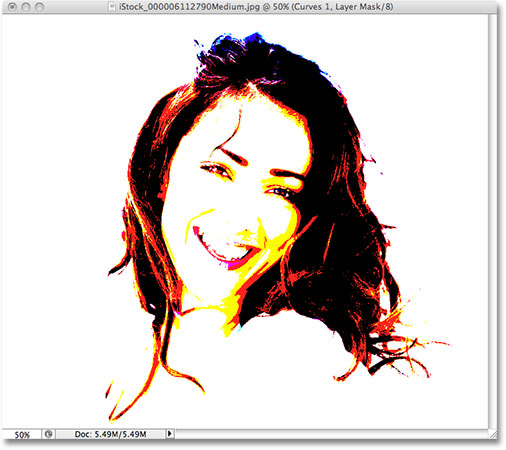 iStock_000006112790Medium.jpg @ 50% (Curves 1, Layer Mask/8)
50%
Doc: 5.49M/5.49M